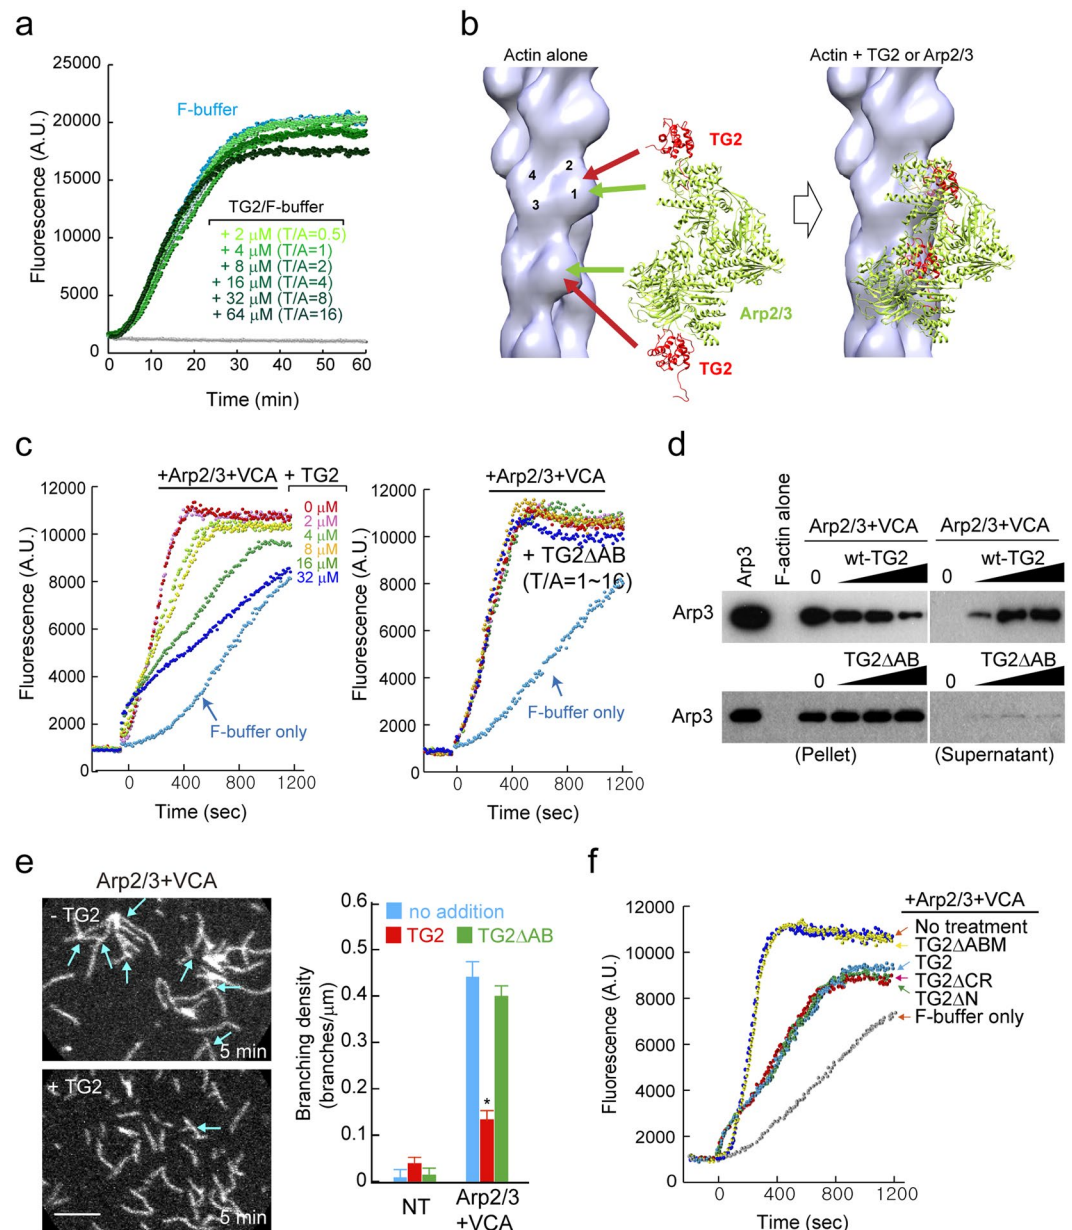 a
25000
20000
15000
10000
5000
0
Fluorescence (A.U.)
F-buffer
TG2/F-buffer
+ 2 μM (T/A=0.5)
+ 4 μM (T/A=1)
+ 8 μM (T/A=2)
+ 16 μM (T/A=4)
+ 32 μM (T/A=8)
+ 64 μM (T/A=16)
0 10 20 30 40 50 60
Time (min)
b
Actin alone
Actin + TG2 or Arp2/3
TG2
2
4
1
3
Arp2/3
TG2
c
+Arp2/3+VCA + TG2
12000
10000
8000
6000
4000
2000
0
Fluorescence (A.U.)
0 μM
2 μM
4 μM
8 μM
16 μM
32 μM
F-buffer only
0 400 800 1200
Time (sec)
+Arp2/3+VCA
12000
10000
8000
6000
4000
2000
0
Fluorescence (A.U.)
+ TG2ΔAB
(T/A=1~16)
F-buffer only
0 400 800 1200
Time (sec)
d
Arp3
F-actin alone
Arp2/3+VCA
Arp2/3+VCA
wt-TG2
wt-TG2
0
0
Arp3
TG2ΔAB
TG2ΔAB
0
0
Arp3
(Pellet)
(Supernatant)
e
Arp2/3+VCA
- TG2
5 min
+ TG2
5 min
0.6
0.5
0.4
0.3
0.2
0.1
0
Branching density
(branches/μm)
no addition
TG2 TG2ΔAB
*
NT
Arp2/3
+VCA
f
+Arp2/3+VCA
12000
10000
8000
6000
4000
2000
0
Fluorescence (A.U.)
No treatment
TG2ΔABM
TG2
TG2ΔCR
TG2ΔN
F-buffer only
0 400 800 1200
Time (sec)